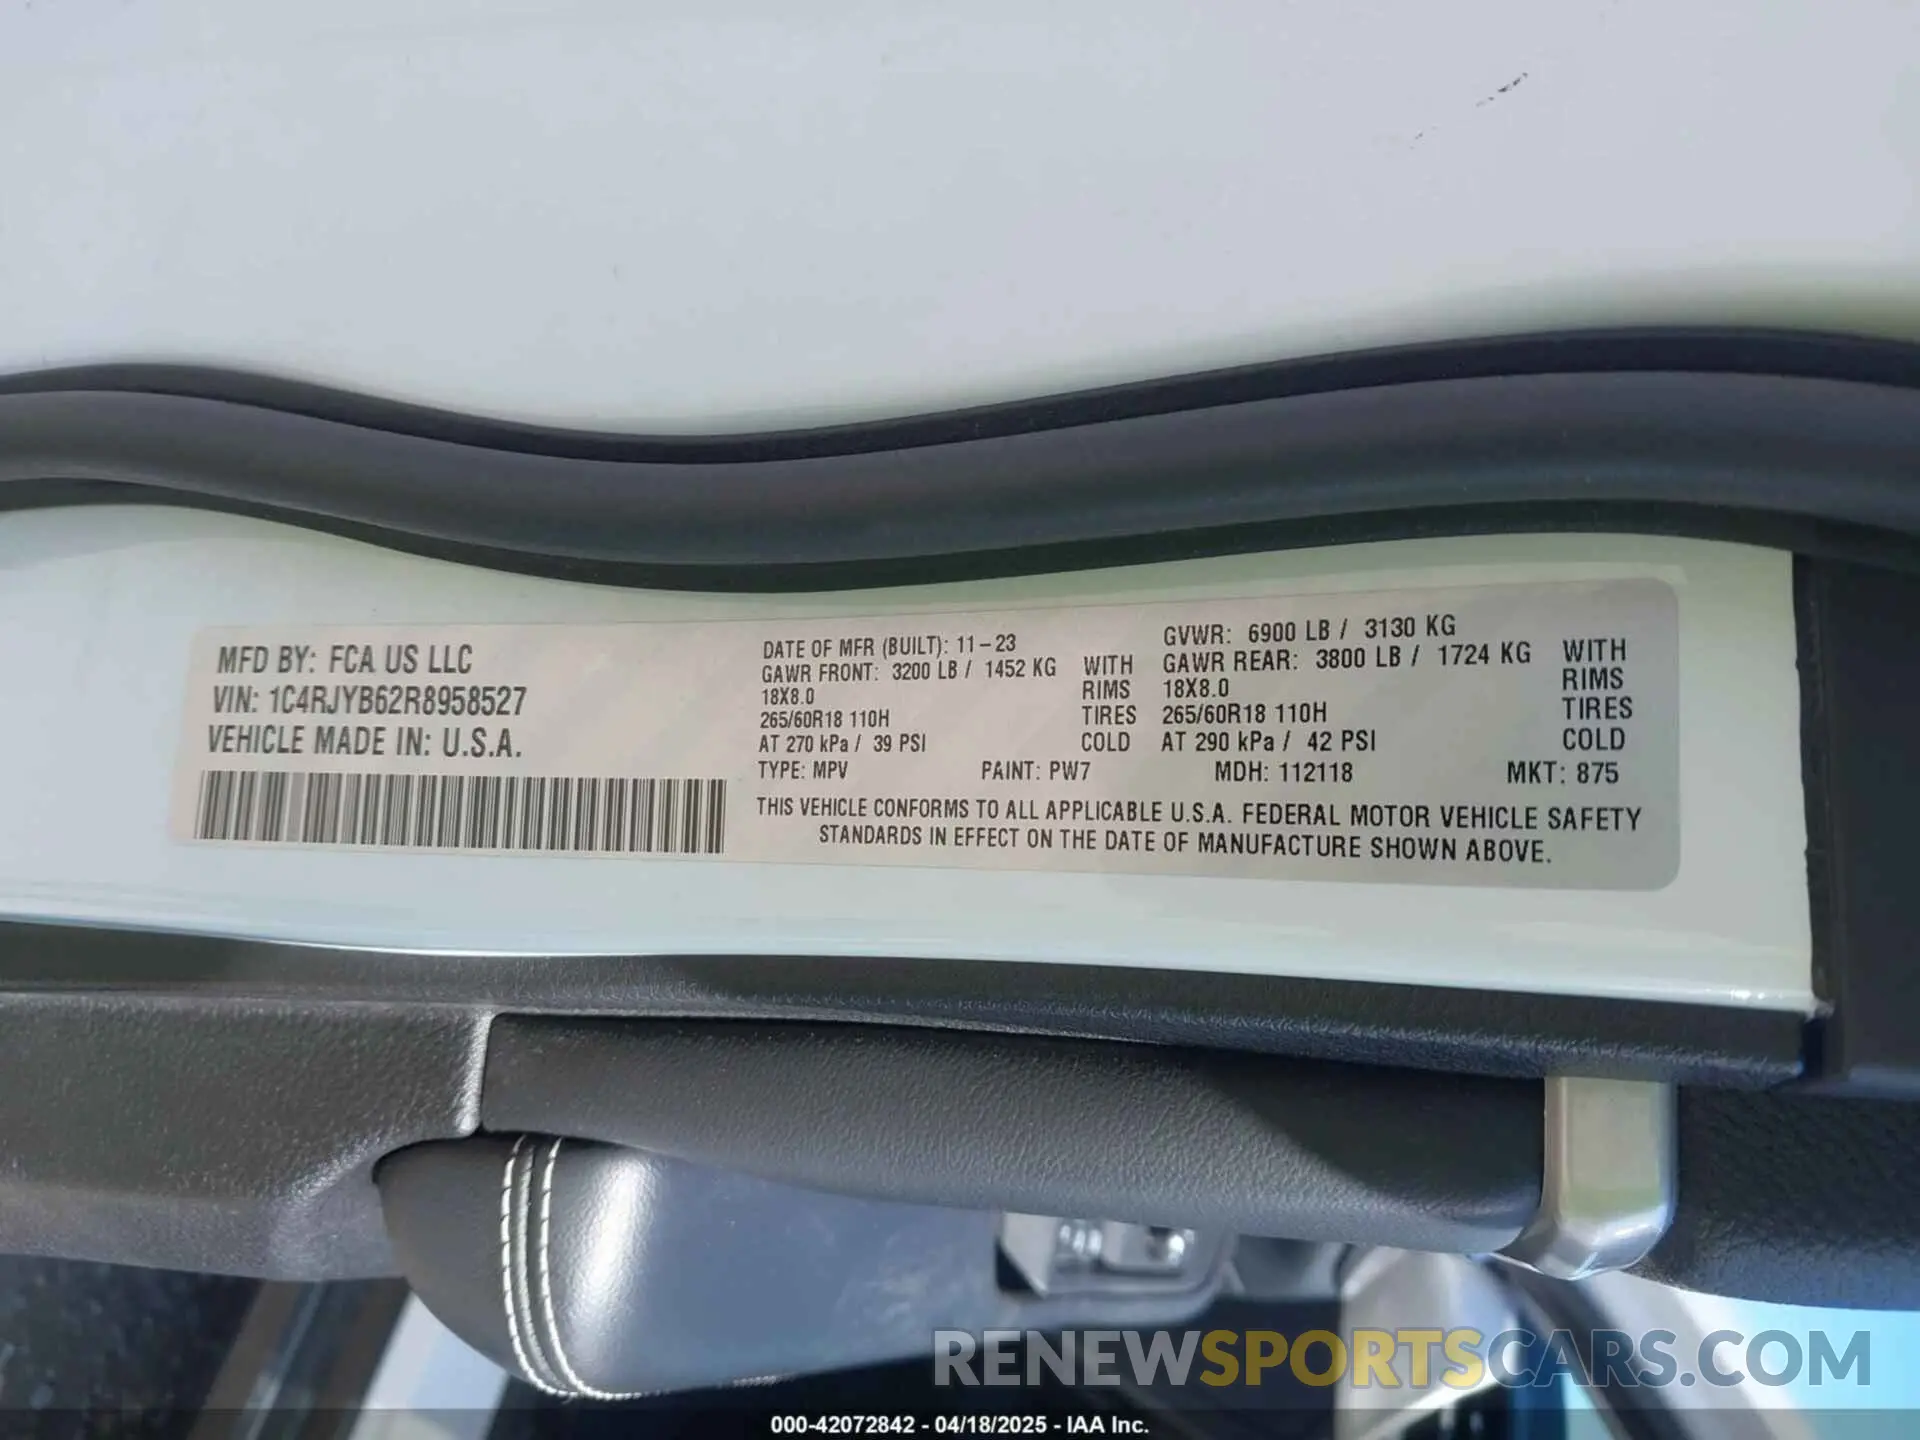 MFD BY: FCA US LLC
VIN: 1C4RJYB62R8958527
VEHICLE MADE IN: U.S.A.
DATE OF MFR (BUILT): 11-23
GAWR FRONT: 3200 LB / 1452 KG WITH
18X8.0 RIMS
265/60R18 110H TIRES
AT 270 kPa / 39 PSI COLD
GVWR: 6900 LB / 3130 KG
GAWR REAR: 3800 LB / 1724 KG WITH
18X8.0 RIMS
265/60R18 110H TIRES
AT 290 kPa / 42 PSI COLD
TYPE: MPV PAINT: PW7 MDH: 112118 MKT: 875
THIS VEHICLE CONFORMS TO ALL APPLICABLE U.S.A. FEDERAL MOTOR VEHICLE SAFETY
STANDARDS IN EFFECT ON THE DATE OF MANUFACTURE SHOWN ABOVE.
RENEWSPORTSCARS.COM
000-42072842 - 04/18/2025 - IAA Inc.